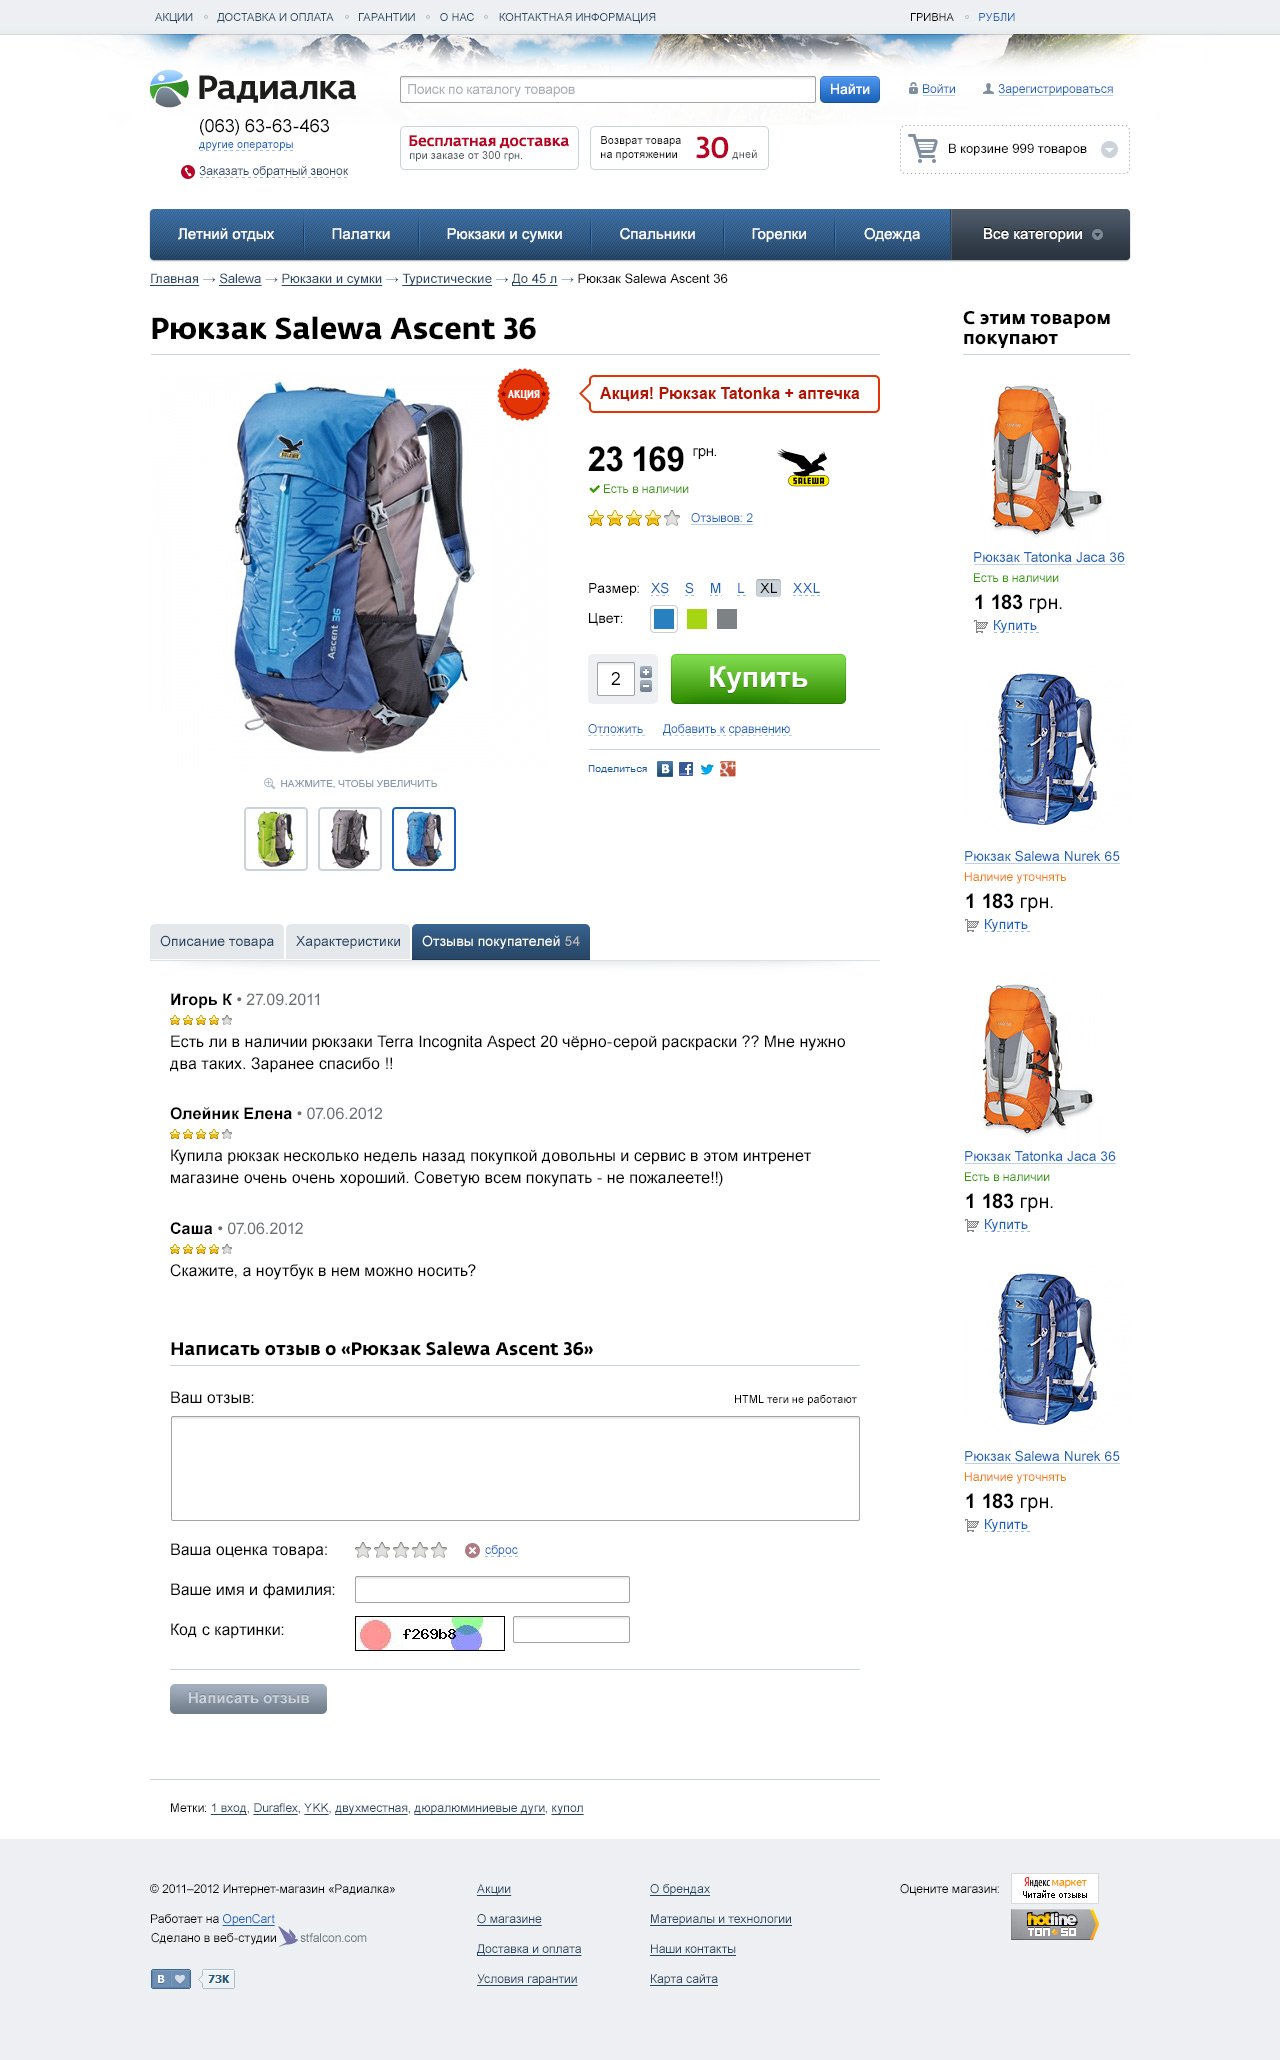 АКЦИИ ДОСТАВКА И ОПЛАТА ГАРАНТИИ О НАС КОНТАКТНАЯ ИНФОРМАЦИЯ ГРИВНА РУБЛИ
Радиалка
Поиск по каталогу товаров Найти
Войти Зарегистрироваться
(063) 63-63-463
другие операторы
Заказать обратный звонок
Бесплатная доставка
при заказе от 300 грн.
Возврат товара
на протяжении 30 дней
В корзине 999 товаров
Летний отдых Палатки Рюкзаки и сумки Спальники Горелки Одежда Все категории
Главная → Salewa → Рюкзаки и сумки → Туристические → До 45 л → Рюкзак Salewa Ascent 36
Рюкзак Salewa Ascent 36
АКЦИЯ
SALEWA
Ascent 36
Акция! Рюкзак Tatonka + аптечка
23 169 грн.
SALEWA
Есть в наличии
Отзывов: 2
Размер: XS S M L XL XXL
Цвет:
2 + − Купить
Отложить Добавить к сравнению
Поделиться В f g+
НАЖМИТЕ, ЧТОБЫ УВЕЛИЧИТЬ
С этим товаром
покупают
Рюкзак Tatonka Jaca 36
Есть в наличии
1 183 грн.
Купить
Рюкзак Salewa Nurek 65
Наличие уточнять
1 183 грн.
Купить
Рюкзак Tatonka Jaca 36
Есть в наличии
1 183 грн.
Купить
Рюкзак Salewa Nurek 65
Наличие уточнять
1 183 грн.
Купить
Описание товара Характеристики Отзывы покупателей 54
Игорь К • 27.09.2011
Есть ли в наличии рюкзаки Terra Incognita Aspect 20 чёрно-серой раскраски ?? Мне нужно
два таких. Заранее спасибо !!
Олейник Елена • 07.06.2012
Купила рюкзак несколько недель назад покупкой довольны и сервис в этом интренет
магазине очень очень хороший. Советую всем покупать - не пожалеете!!)
Саша • 07.06.2012
Скажите, а ноутбук в нем можно носить?
Написать отзыв о «Рюкзак Salewa Ascent 36»
Ваш отзыв: HTML теги не работают
Ваша оценка товара: сброс
Ваше имя и фамилия:
Код с картинки: f269b8
Написать отзыв
Метки: 1 вход, Duraflex, YKK, двухместная, дюралюминиевые дуги, купол
© 2011–2012 Интернет-магазин «Радиалка»
Работает на OpenCart
Сделано в веб-студии stfalcon.com
В 73K
Акции
О магазине
Доставка и оплата
Условия гарантии
О брендах
Материалы и технологии
Наши контакты
Карта сайта
Оцените магазин:
Яндекс маркет
Читайте отзывы
hotline
ТОП 50